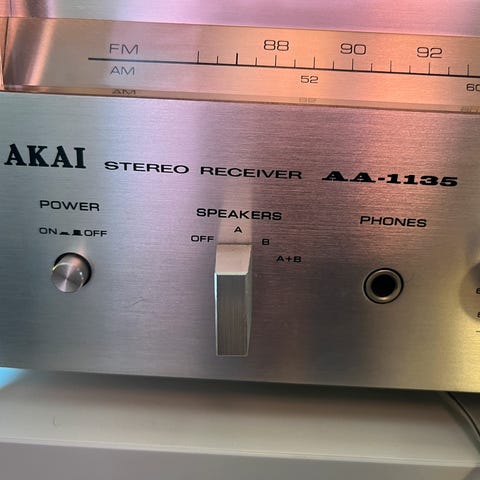 FM 88 90 92
AM 52 60
AKAI STEREO RECEIVER AA-1135
POWER
ON OFF
SPEAKERS
OFF A B A+B
PHONES